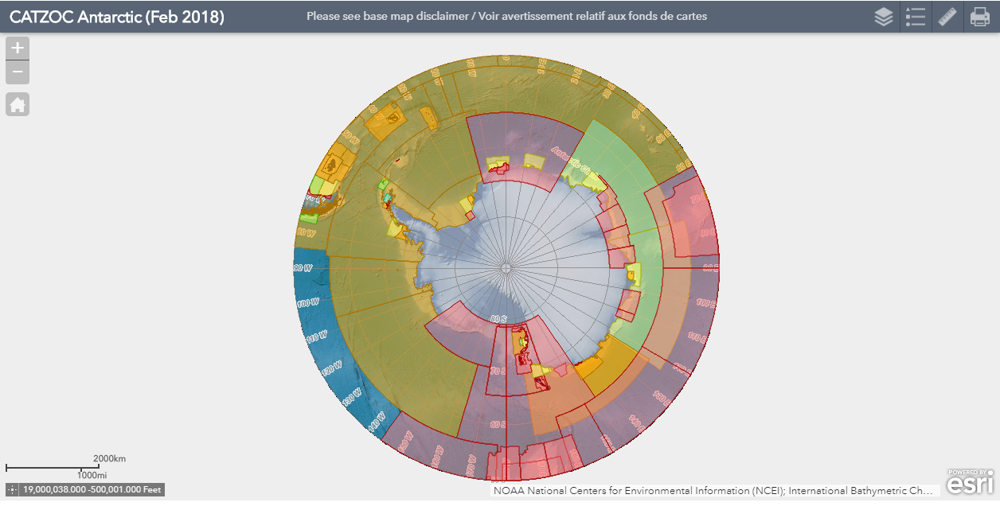 CATZOC Antarctic (Feb 2018)
Please see base map disclaimer / Voir avertissement relatif aux fonds de cartes
+
−
0
80 W
90 W
100 W
110 W
120 W
130 W
140 W
80 S
70 S
60 S
2000km
1000mi
19,000,038.000 -500,001.000 Feet
NOAA National Centers for Environmental Information (NCEI); International Bathymetric Ch...
POWERED BY
esri